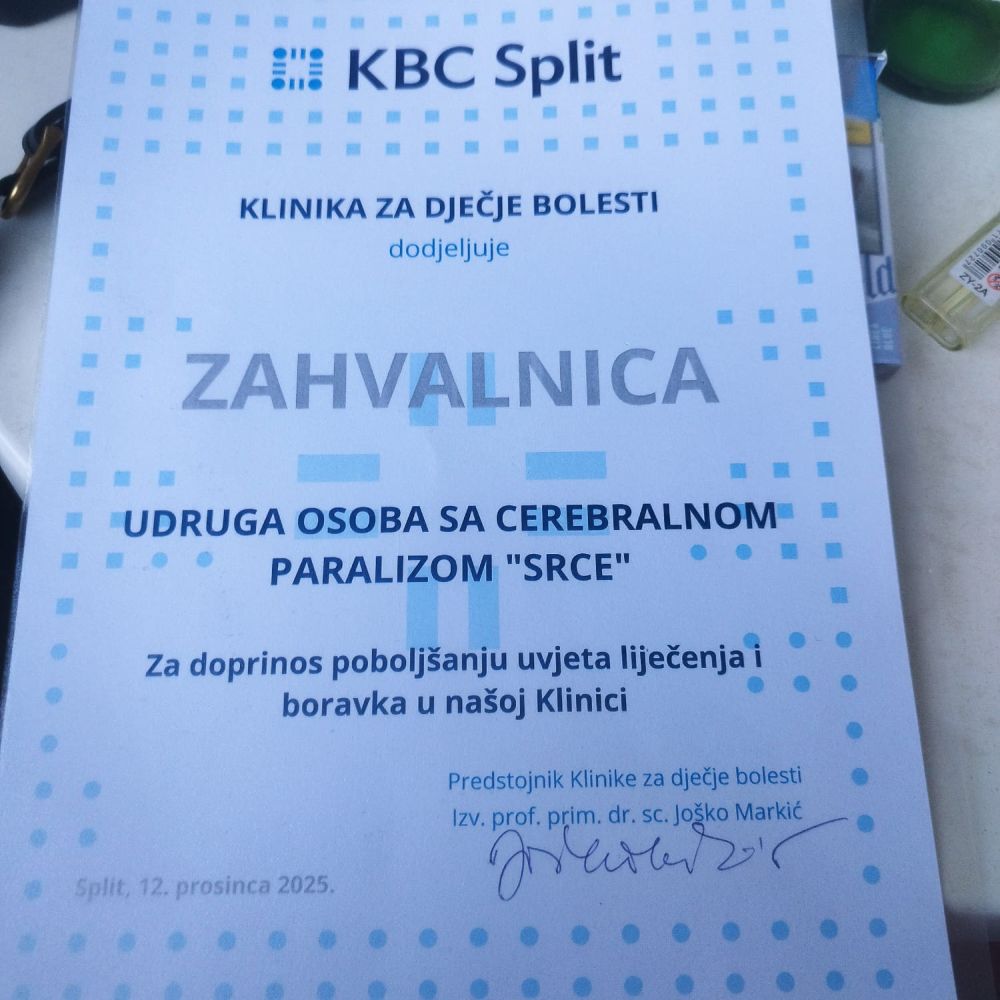 KBC Split
KLINIKA ZA DJEČJE BOLESTI
dodjeljuje
ZAHVALNICA
UDRUGA OSOBA SA CEREBRALNOM
PARALIZOM "SRCE"
Za doprinos poboljšanju uvjeta liječenja i
boravka u našoj Klinici
Predstojnik Klinike za dječje bolesti
Izv. prof. prim. dr. sc. Joško Markić
Split, 12. prosinca 2025.
ZY-2A